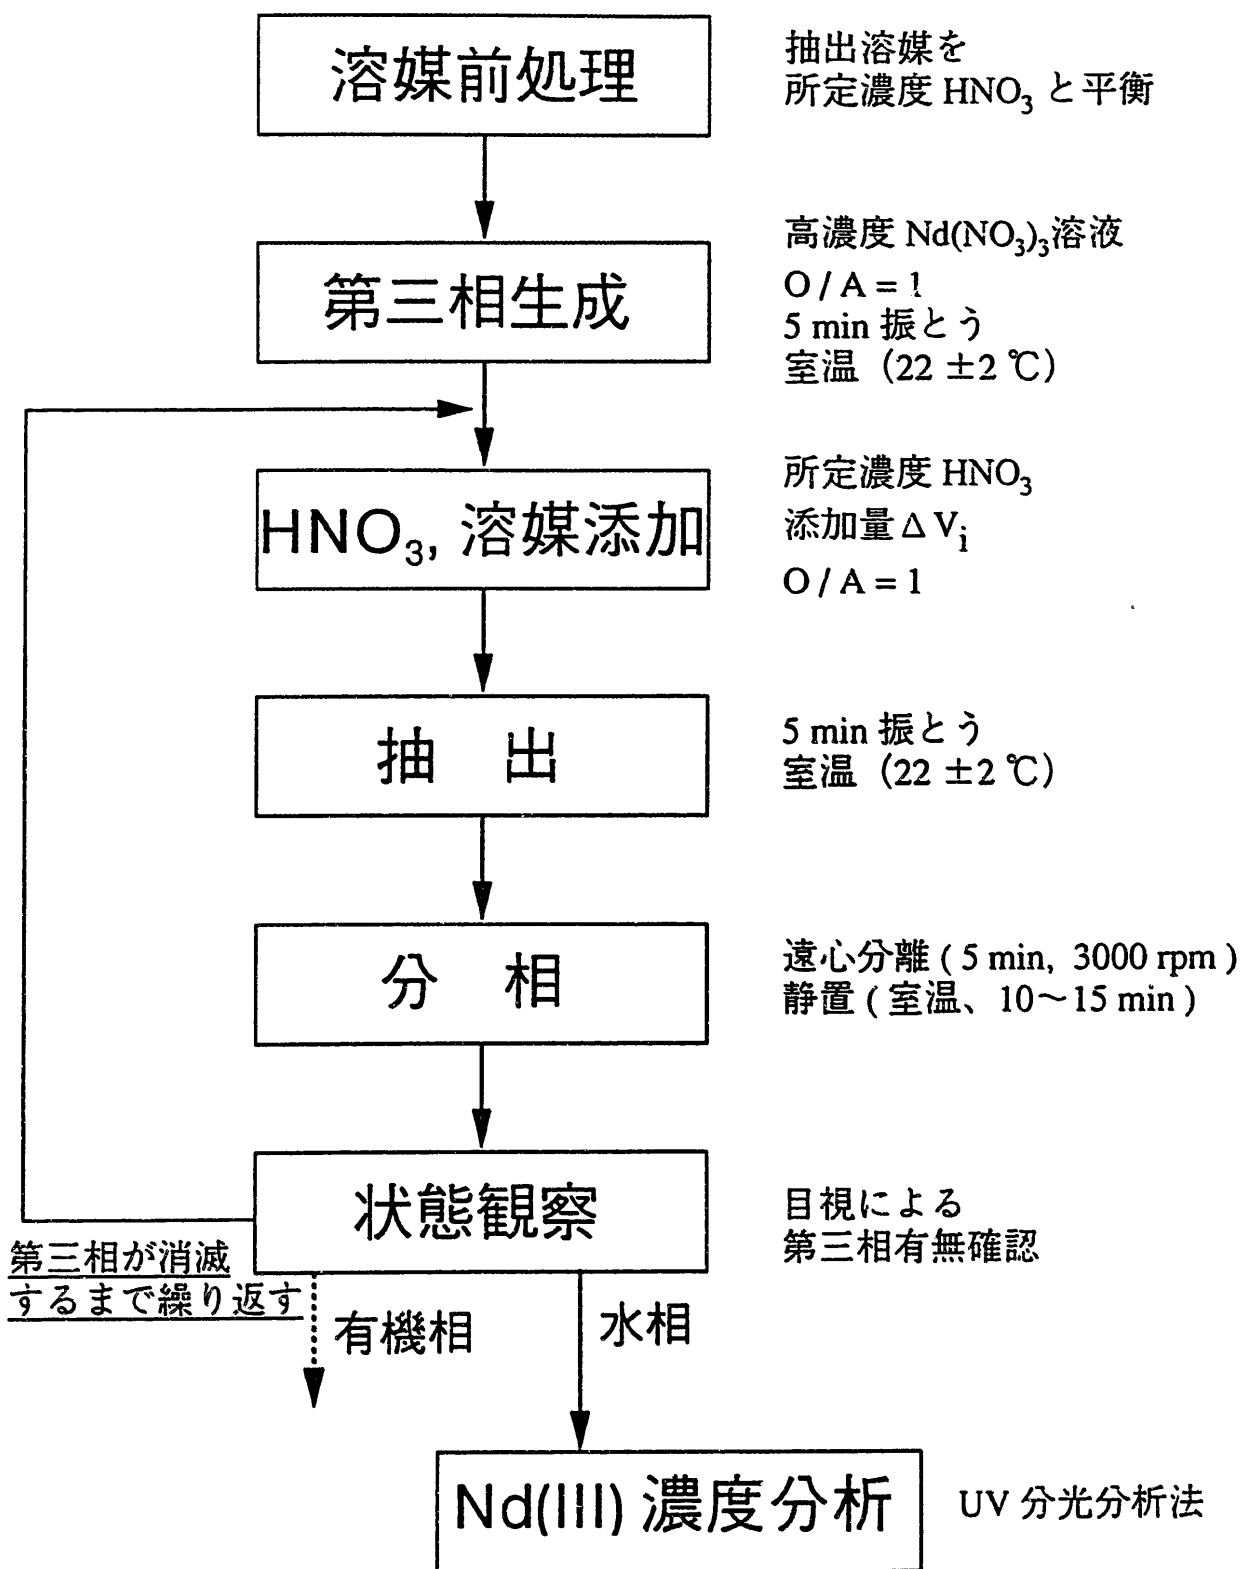 溶媒前処理
抽出溶媒を
所定濃度 HNO₃ と平衡
第三相生成
高濃度 Nd(NO₃)₃溶液
O / A = 1
5 min 振とう
室温（22 ±2 ℃）
HNO₃, 溶媒添加
所定濃度 HNO₃
添加量 Δ Vᵢ
O / A = 1
抽 出
5 min 振とう
室温（22 ±2 ℃）
分 相
遠心分離 ( 5 min, 3000 rpm )
静置 ( 室温、10～15 min )
状態観察
目視による
第三相有無確認
第三相が消滅
するまで繰り返す
有機相
水相
Nd(III) 濃度分析
UV 分光分析法